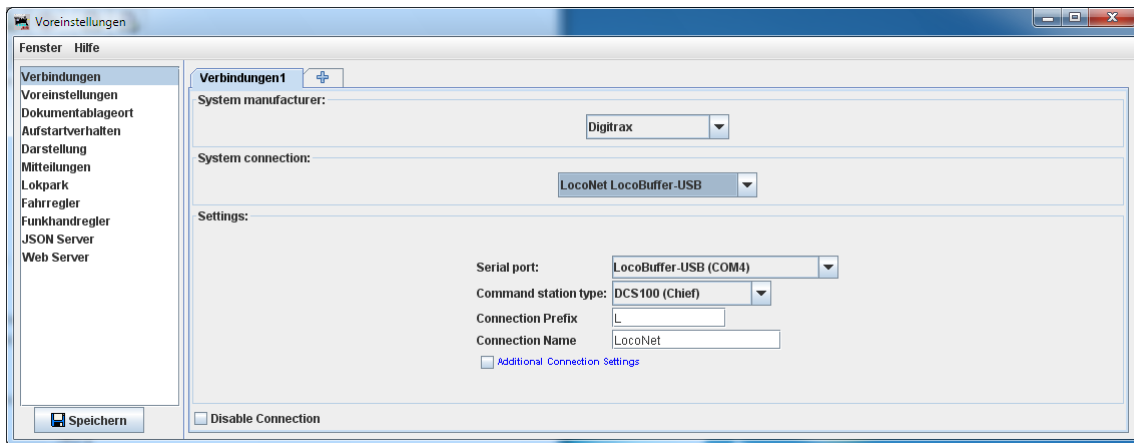 Voreinstellungen
Fenster Hilfe
Verbindungen
Voreinstellungen
Dokumentablageort
Aufstartverhalten
Darstellung
Mitteilungen
Lokpark
Fahrregler
Funkhandregler
JSON Server
Web Server
Speichern
Verbindungen1
System manufacturer:
Digitrax
System connection:
LocoNet LocoBuffer-USB
Settings:
Serial port: LocoBuffer-USB (COM4)
Command station type: DCS100 (Chief)
Connection Prefix L
Connection Name LocoNet
Additional Connection Settings
Disable Connection